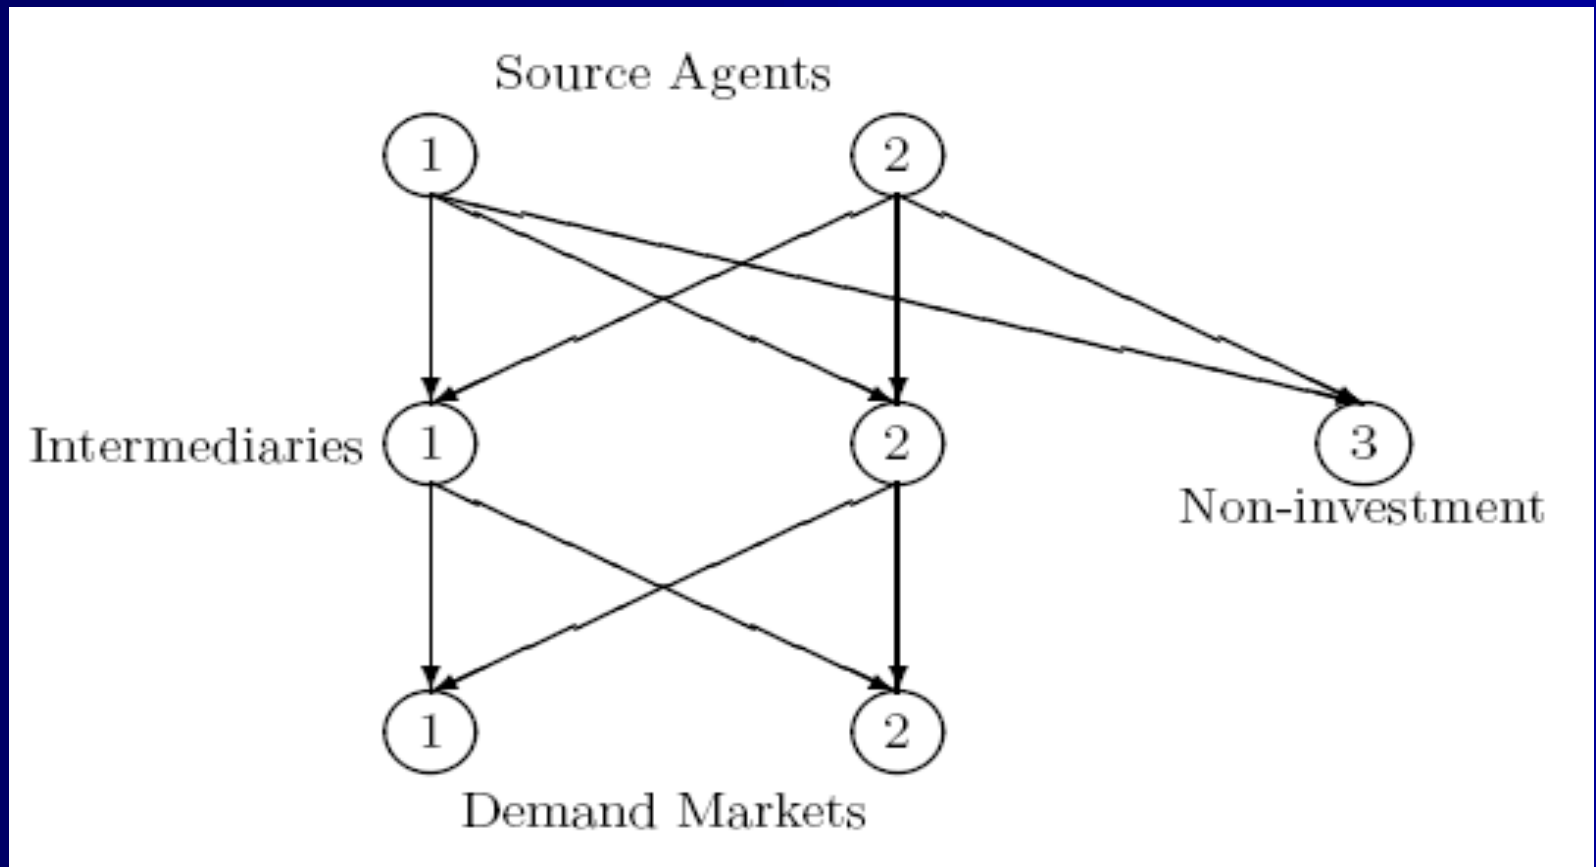 Source Agents
1 2
Intermediaries 1 2 3
Non-investment
1 2
Demand Markets